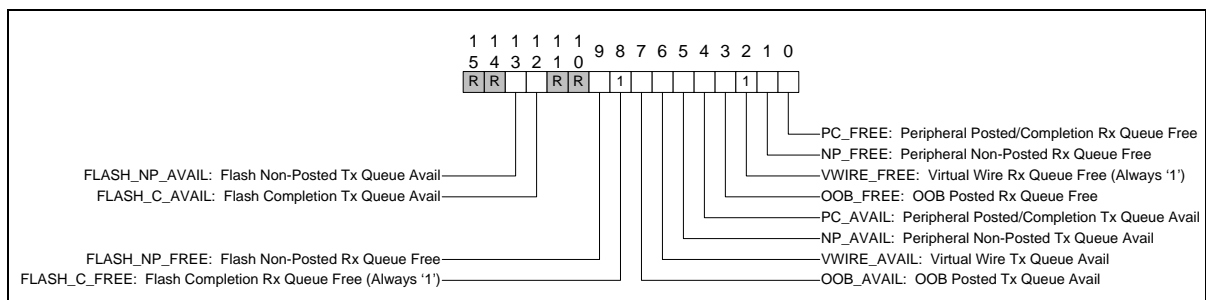 1 1 1 1 1 1
5 4 3 2 1 0 9 8 7 6 5 4 3 2 1 0
R R R R 1 1
PC_FREE: Peripheral Posted/Completion Rx Queue Free
NP_FREE: Peripheral Non-Posted Rx Queue Free
FLASH_NP_AVAIL: Flash Non-Posted Tx Queue Avail
VWIRE_FREE: Virtual Wire Rx Queue Free (Always ‘1’)
FLASH_C_AVAIL: Flash Completion Tx Queue Avail
OOB_FREE: OOB Posted Rx Queue Free
PC_AVAIL: Peripheral Posted/Completion Tx Queue Avail
NP_AVAIL: Peripheral Non-Posted Tx Queue Avail
FLASH_NP_FREE: Flash Non-Posted Rx Queue Free
VWIRE_AVAIL: Virtual Wire Tx Queue Avail
FLASH_C_FREE: Flash Completion Rx Queue Free (Always ‘1’)
OOB_AVAIL: OOB Posted Tx Queue Avail